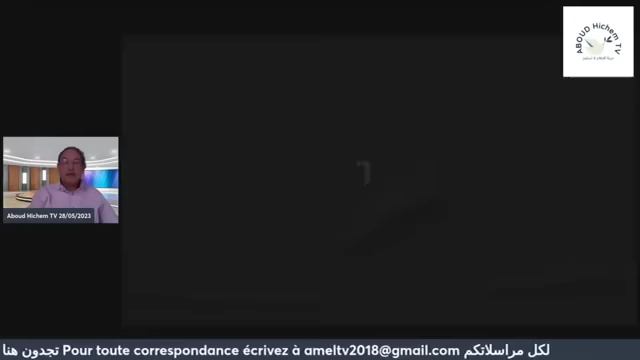 ABOUD Hichem TV
Aboud Hichem TV 28/05/2023
لكل مراسلاتكم Pour toute correspondance écrivez à ameltv2018@gmail.com تجدون هنا